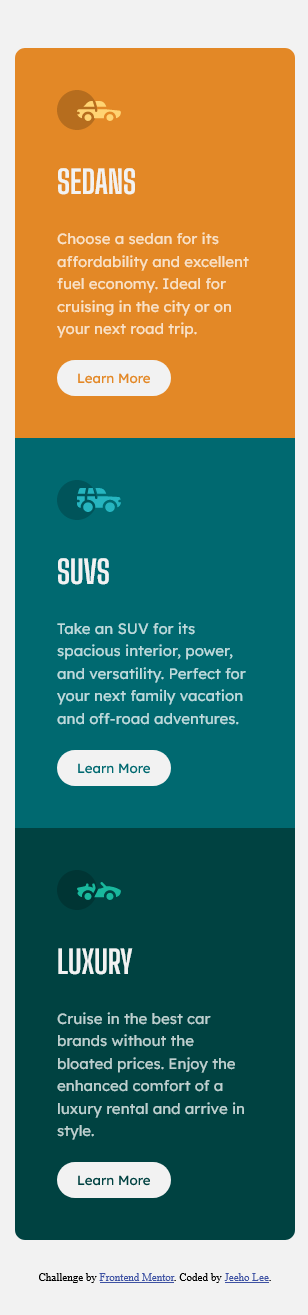 SEDANS
Choose a sedan for its
affordability and excellent
fuel economy. Ideal for
cruising in the city or on
your next road trip.
Learn More
SUVS
Take an SUV for its
spacious interior, power,
and versatility. Perfect for
your next family vacation
and off-road adventures.
Learn More
LUXURY
Cruise in the best car
brands without the
bloated prices. Enjoy the
enhanced comfort of a
luxury rental and arrive in
style.
Learn More
Challenge by Frontend Mentor. Coded by Jeeho Lee.